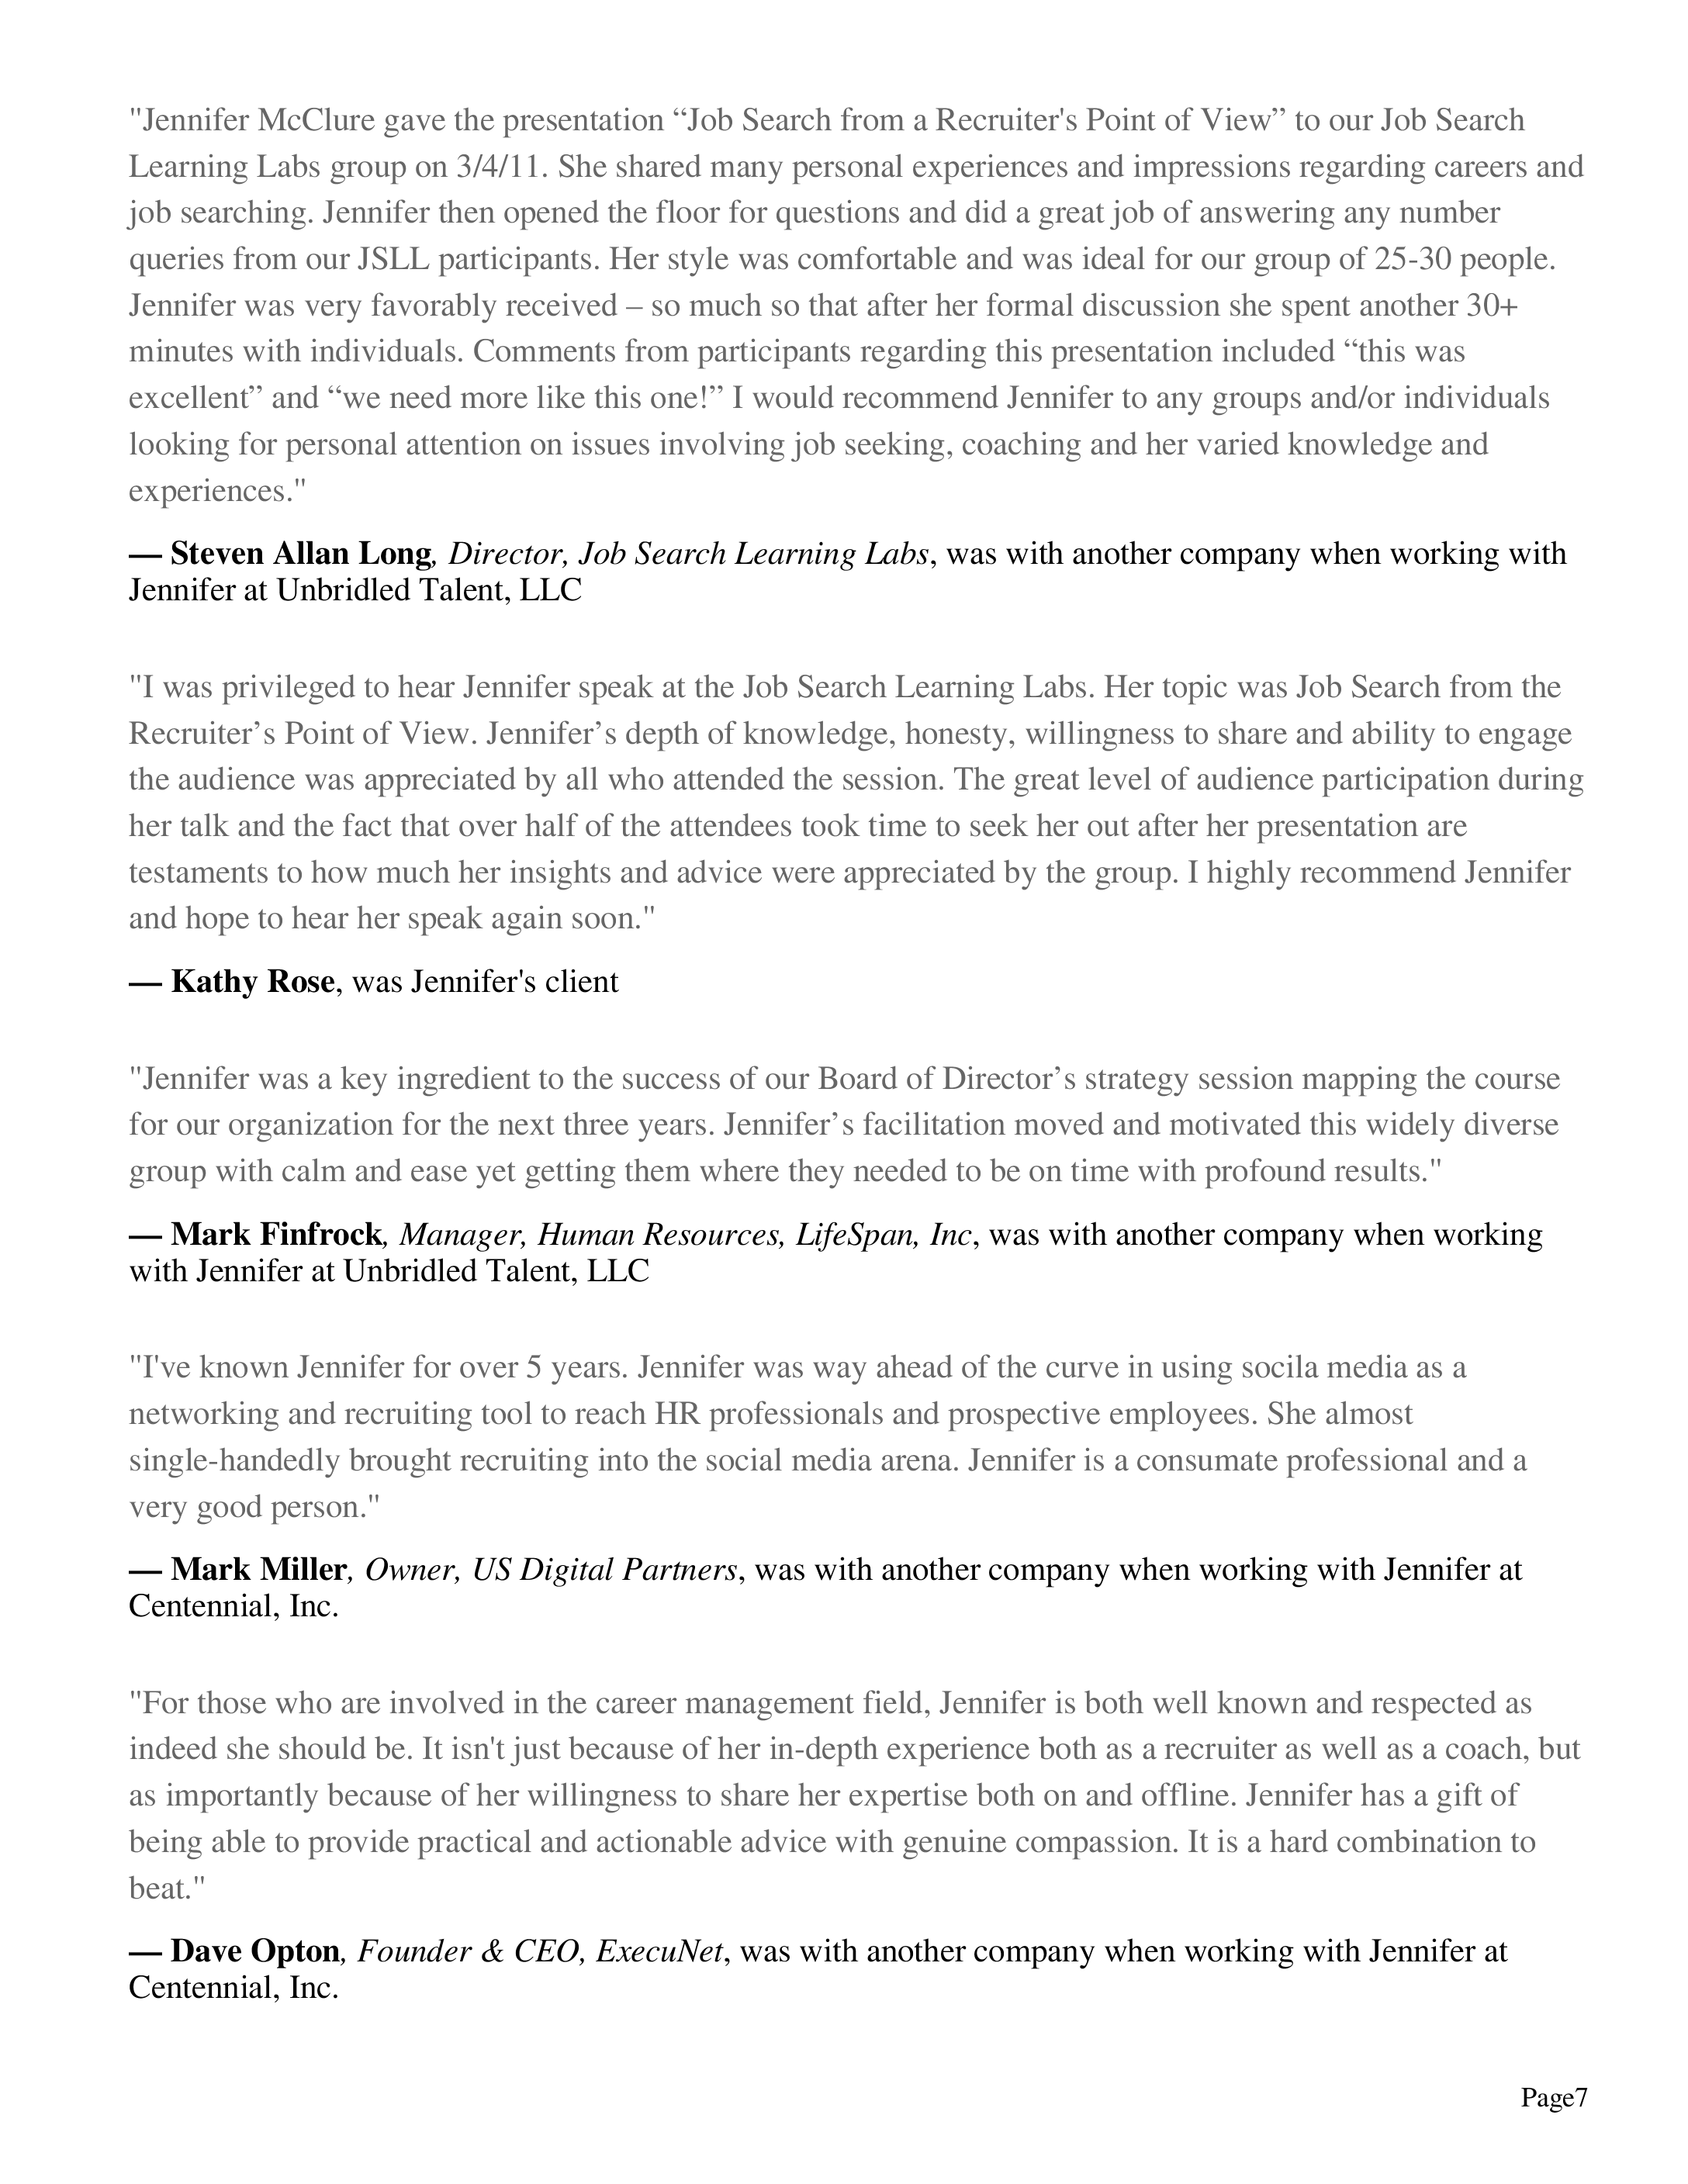 "Jennifer McClure gave the presentation “Job Search from a Recruiter's Point of View” to our Job Search
Learning Labs group on 3/4/11. She shared many personal experiences and impressions regarding careers and
job searching. Jennifer then opened the floor for questions and did a great job of answering any number
queries from our JSLL participants. Her style was comfortable and was ideal for our group of 25-30 people.
Jennifer was very favorably received – so much so that after her formal discussion she spent another 30+
minutes with individuals. Comments from participants regarding this presentation included “this was
excellent” and “we need more like this one!” I would recommend Jennifer to any groups and/or individuals
looking for personal attention on issues involving job seeking, coaching and her varied knowledge and
experiences."
— Steven Allan Long, Director, Job Search Learning Labs, was with another company when working with
Jennifer at Unbridled Talent, LLC
"I was privileged to hear Jennifer speak at the Job Search Learning Labs. Her topic was Job Search from the
Recruiter’s Point of View. Jennifer’s depth of knowledge, honesty, willingness to share and ability to engage
the audience was appreciated by all who attended the session. The great level of audience participation during
her talk and the fact that over half of the attendees took time to seek her out after her presentation are
testaments to how much her insights and advice were appreciated by the group. I highly recommend Jennifer
and hope to hear her speak again soon."
— Kathy Rose, was Jennifer's client
"Jennifer was a key ingredient to the success of our Board of Director’s strategy session mapping the course
for our organization for the next three years. Jennifer’s facilitation moved and motivated this widely diverse
group with calm and ease yet getting them where they needed to be on time with profound results."
— Mark Finfrock, Manager, Human Resources, LifeSpan, Inc, was with another company when working
with Jennifer at Unbridled Talent, LLC
"I've known Jennifer for over 5 years. Jennifer was way ahead of the curve in using socila media as a
networking and recruiting tool to reach HR professionals and prospective employees. She almost
single-handedly brought recruiting into the social media arena. Jennifer is a consumate professional and a
very good person."
— Mark Miller, Owner, US Digital Partners, was with another company when working with Jennifer at
Centennial, Inc.
"For those who are involved in the career management field, Jennifer is both well known and respected as
indeed she should be. It isn't just because of her in-depth experience both as a recruiter as well as a coach, but
as importantly because of her willingness to share her expertise both on and offline. Jennifer has a gift of
being able to provide practical and actionable advice with genuine compassion. It is a hard combination to
beat."
— Dave Opton, Founder & CEO, ExecuNet, was with another company when working with Jennifer at
Centennial, Inc.
Page7